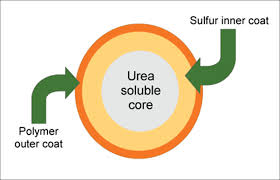 Sulfur inner coat
Urea
soluble
core
Polymer
outer coat